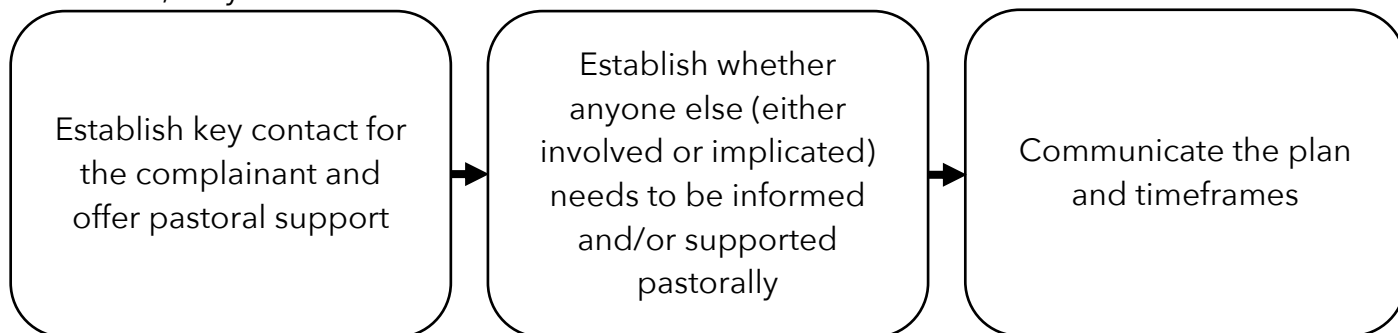 Establish key contact for
the complainant and
offer pastoral support
Establish whether
anyone else (either
involved or implicated)
needs to be informed
and/or supported
pastorally
Communicate the plan
and timeframes